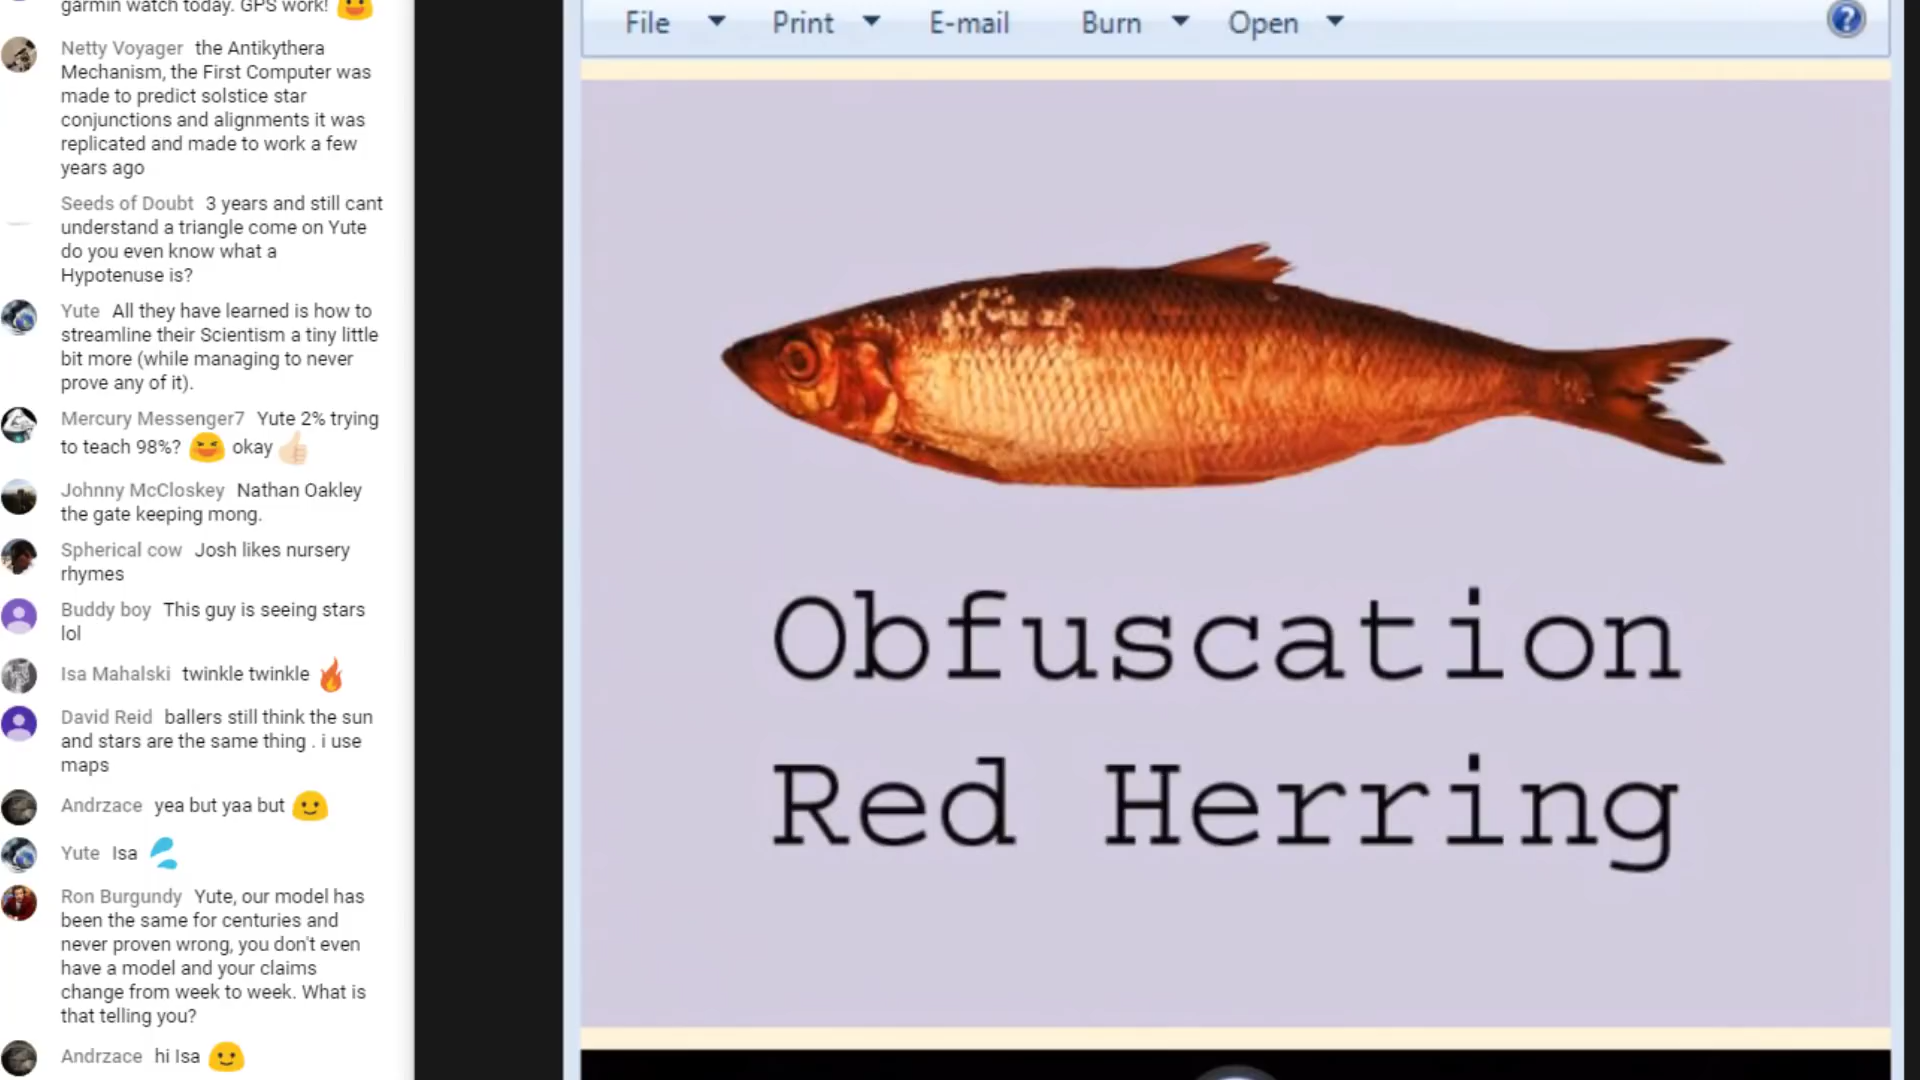 garmin watch today. GPS work!
Netty Voyager the Antikythera
Mechanism, the First Computer was
made to predict solstice star
conjunctions and alignments it was
replicated and made to work a few
years ago
Seeds of Doubt 3 years and still cant
understand a triangle come on Yute
do you even know what a
Hypotenuse is?
Yute All they have learned is how to
streamline their Scientism a tiny little
bit more (while managing to never
prove any of it).
Mercury Messenger7 Yute 2% trying
to teach 98%? okay
Johnny McCloskey Nathan Oakley
the gate keeping mong.
Spherical cow Josh likes nursery
rhymes
Buddy boy This guy is seeing stars
lol
Isa Mahalski twinkle twinkle
David Reid ballers still think the sun
and stars are the same thing . i use
maps
Andrzace yea but yaa but
Yute Isa
Ron Burgundy Yute, our model has
been the same for centuries and
never proven wrong, you don't even
have a model and your claims
change from week to week. What is
that telling you?
Andrzace hi Isa
File Print E-mail Burn Open
Obfuscation
Red Herring